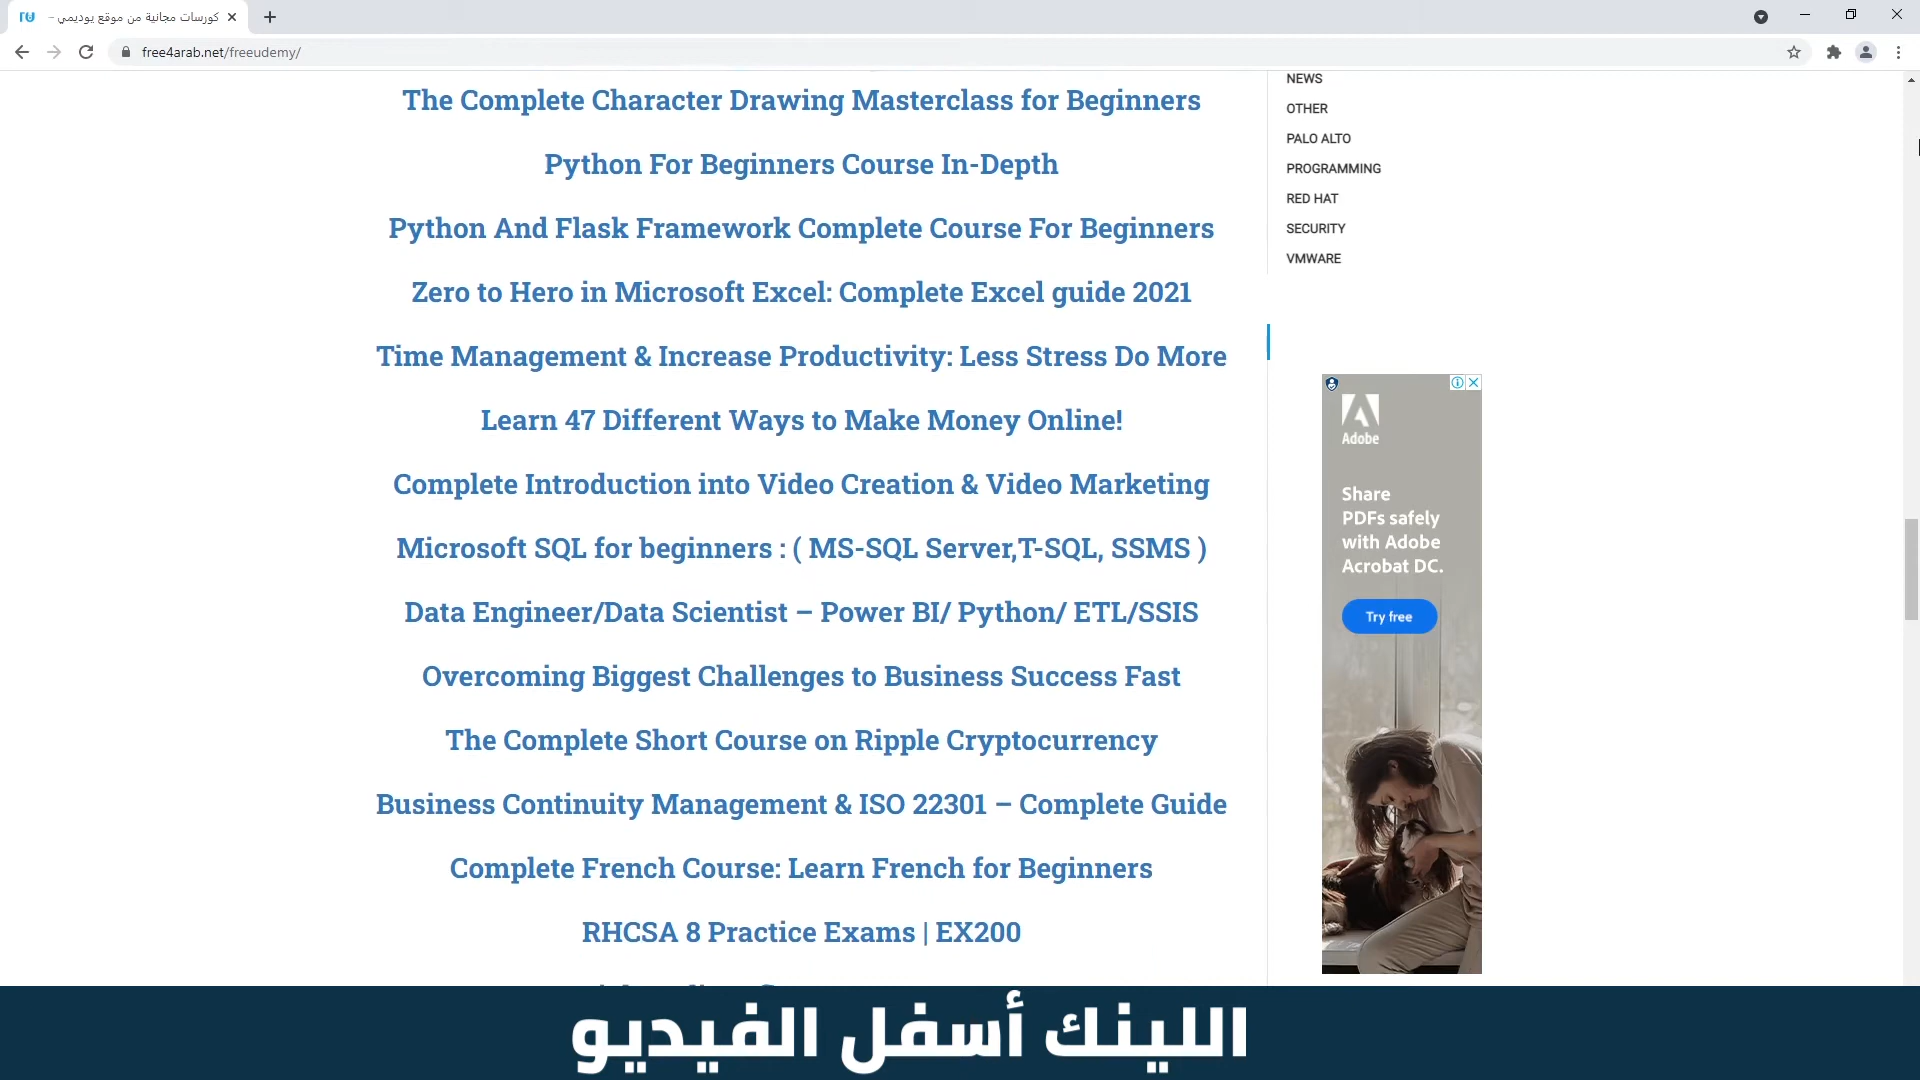 كورسات مجانية من موقع يوديمي –
free4arab.net/freeudemy/
The Complete Character Drawing Masterclass for Beginners
Python For Beginners Course In-Depth
Python And Flask Framework Complete Course For Beginners
Zero to Hero in Microsoft Excel: Complete Excel guide 2021
Time Management & Increase Productivity: Less Stress Do More
Learn 47 Different Ways to Make Money Online!
Complete Introduction into Video Creation & Video Marketing
Microsoft SQL for beginners : ( MS-SQL Server,T-SQL, SSMS )
Data Engineer/Data Scientist – Power BI/ Python/ ETL/SSIS
Overcoming Biggest Challenges to Business Success Fast
The Complete Short Course on Ripple Cryptocurrency
Business Continuity Management & ISO 22301 – Complete Guide
Complete French Course: Learn French for Beginners
RHCSA 8 Practice Exams | EX200
NEWS
OTHER
PALO ALTO
PROGRAMMING
RED HAT
SECURITY
VMWARE
Adobe
Share
PDFs safely
with Adobe
Acrobat DC.
Try free
اللينك أسفل الفيديو